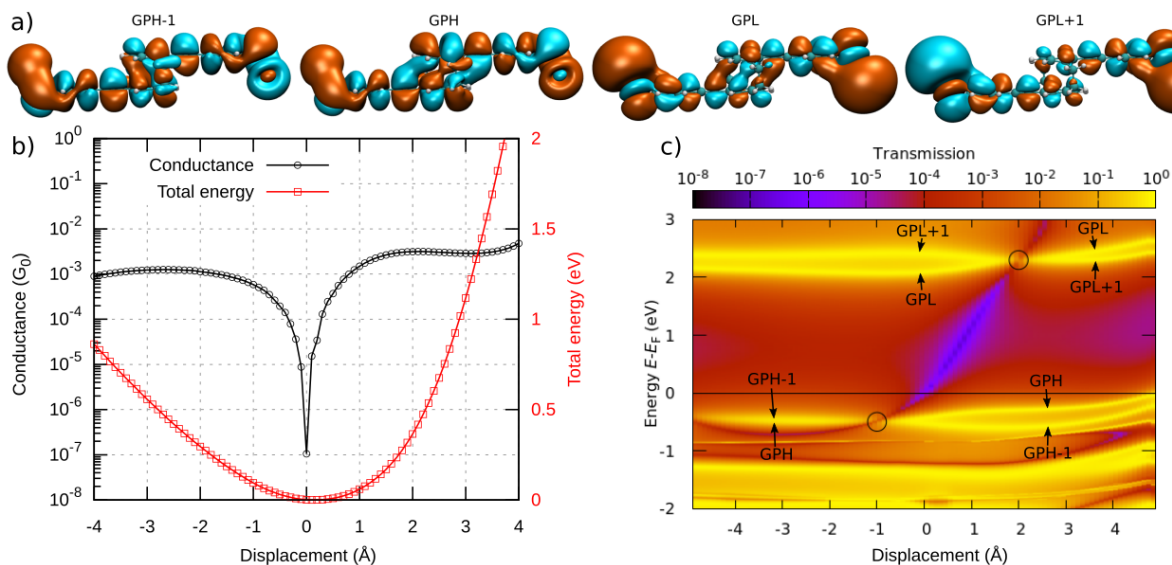 a)
GPH-1
GPH
GPL
GPL+1
b)
Conductance
Total energy
Conductance (G0)
10^0
10^-1
10^-2
10^-3
10^-4
10^-5
10^-6
10^-7
10^-8
2
1.5
1
0.5
0
Total energy (eV)
-4 -3 -2 -1 0 1 2 3 4
Displacement (Å)
c)
Transmission
10^-8 10^-7 10^-6 10^-5 10^-4 10^-3 10^-2 10^-1 10^0
Energy E-EF (eV)
3
2
1
0
-1
-2
GPL+1
GPL
GPL
GPL+1
GPH-1
GPH
GPH
GPH-1
-4 -3 -2 -1 0 1 2 3 4
Displacement (Å)